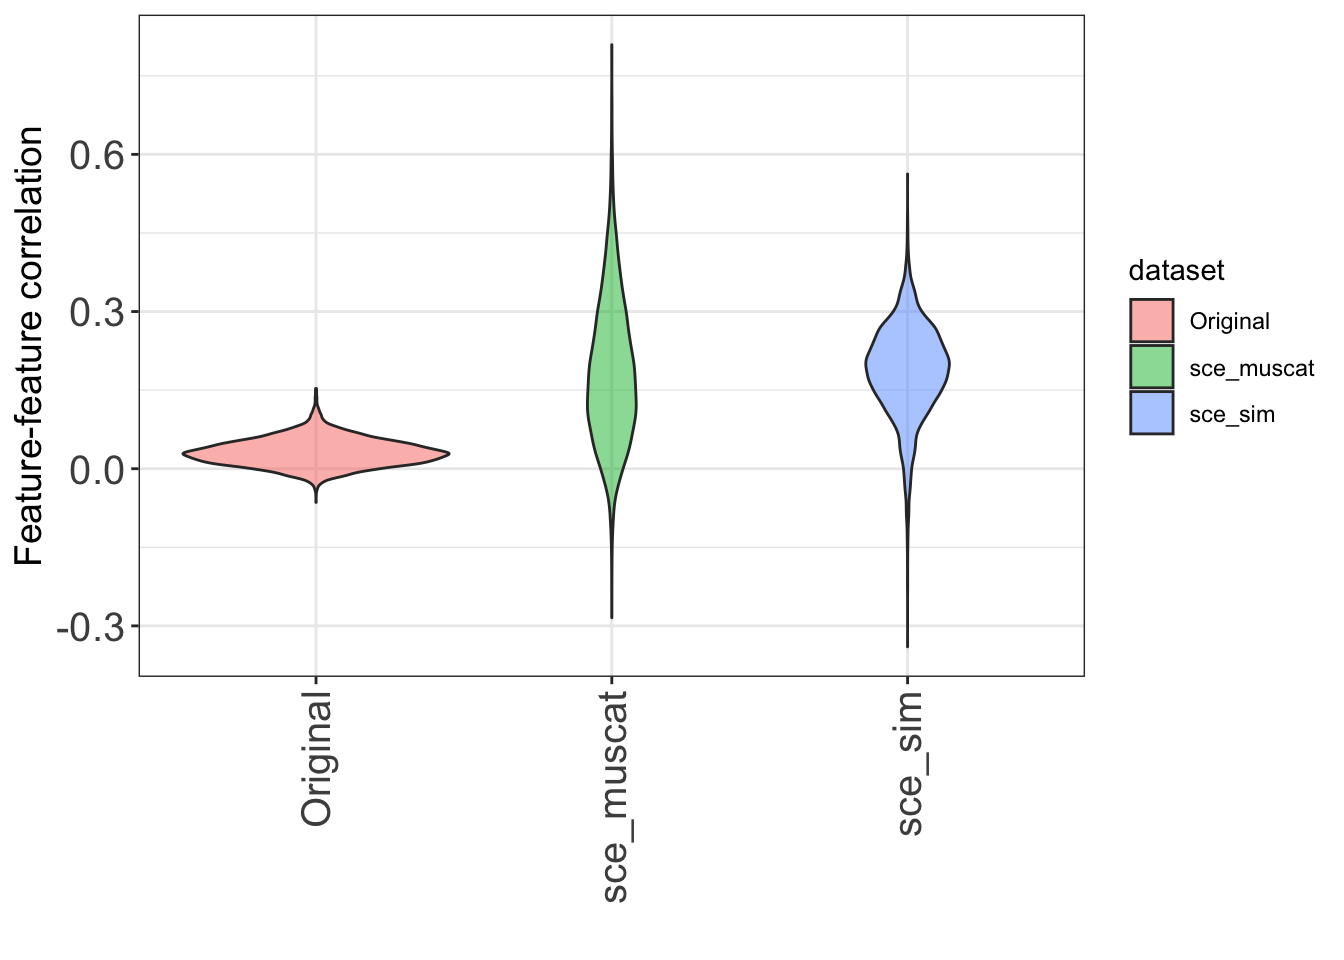 Feature-feature correlation
0.6
0.3
0.0
-0.3
Original
sce_muscat
sce_sim
dataset
Original
sce_muscat
sce_sim